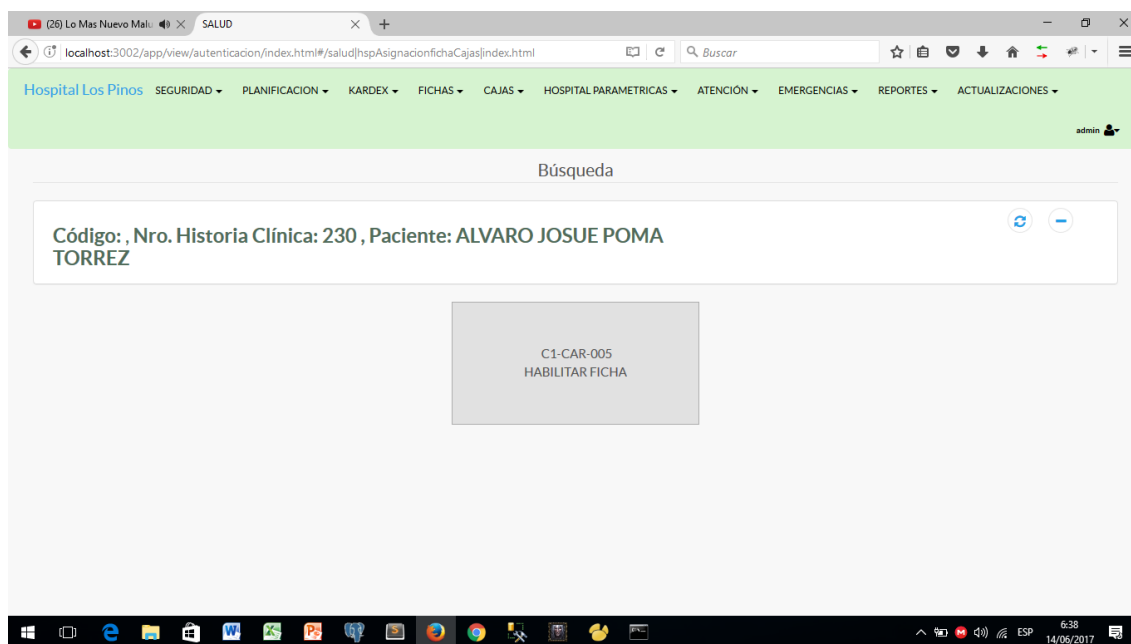 (26) Lo Mas Nuevo Malu
SALUD
localhost:3002/app/view/autenticacion/index.html#/salud|hspAsignacionfichaCajas|index.html
Buscar
Hospital Los Pinos SEGURIDAD PLANIFICACION KARDEX FICHAS CAJAS HOSPITAL PARAMETRICAS ATENCIÓN EMERGENCIAS REPORTES ACTUALIZACIONES
admin
Búsqueda
Código: , Nro. Historia Clínica: 230 , Paciente: ALVARO JOSUE POMA
TORREZ
C1-CAR-005
HABILITAR FICHA
ESP
6:38
14/06/2017